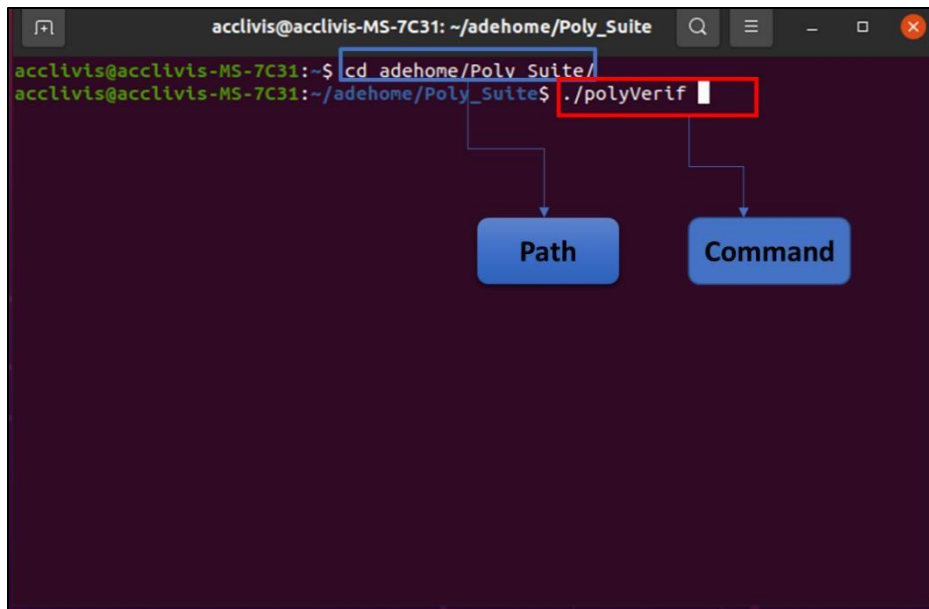 acclivis@acclivis-MS-7C31: ~/adehome/Poly_Suite
acclivis@acclivis-MS-7C31:~$ cd adehome/Poly_Suite/
acclivis@acclivis-MS-7C31:~/adehome/Poly_Suite$ ./polyVerif
Path
Command